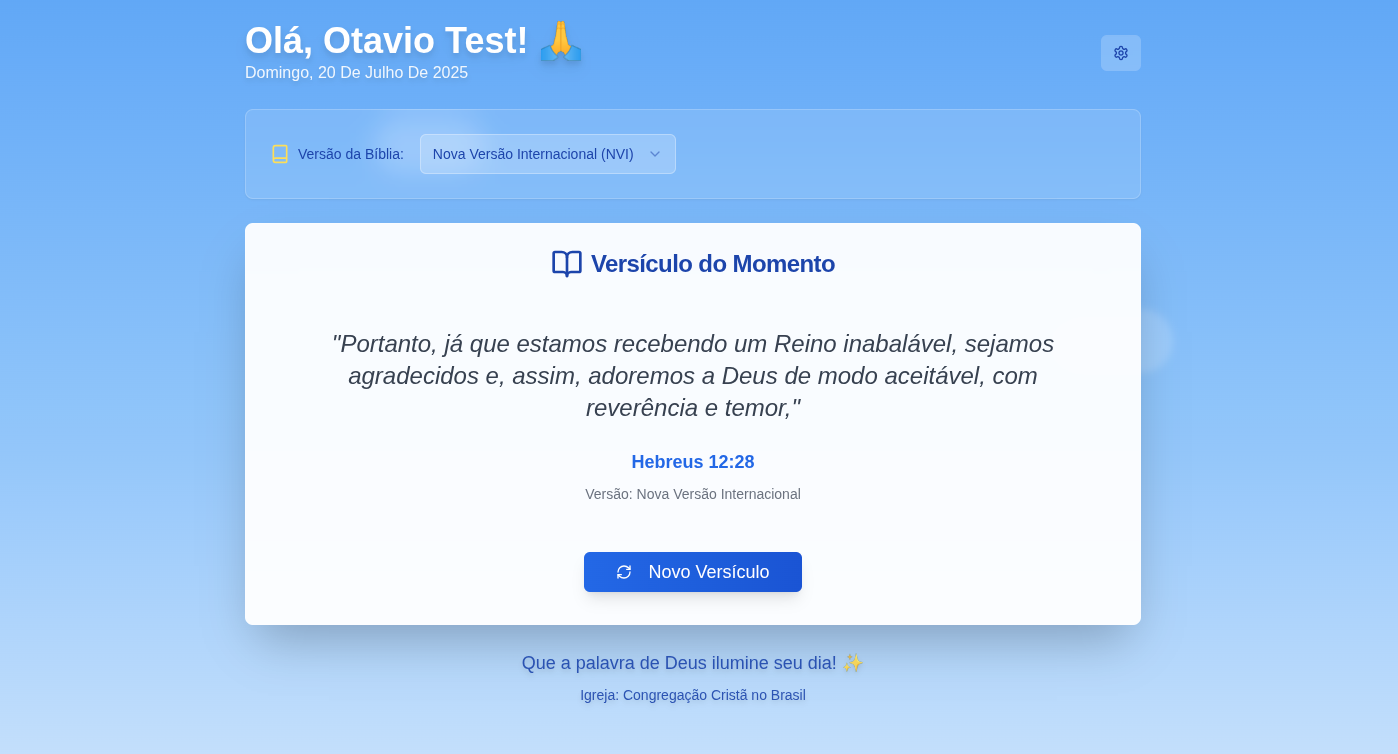 Olá, Otavio Test! 🙏
Domingo, 20 De Julho De 2025
Versão da Bíblia:
Nova Versão Internacional (NVI)
Versículo do Momento
"Portanto, já que estamos recebendo um Reino inabalável, sejamos
agradecidos e, assim, adoremos a Deus de modo aceitável, com
reverência e temor,"
Hebreus 12:28
Versão: Nova Versão Internacional
Novo Versículo
Que a palavra de Deus ilumine seu dia! ✨
Igreja: Congregação Cristã no Brasil